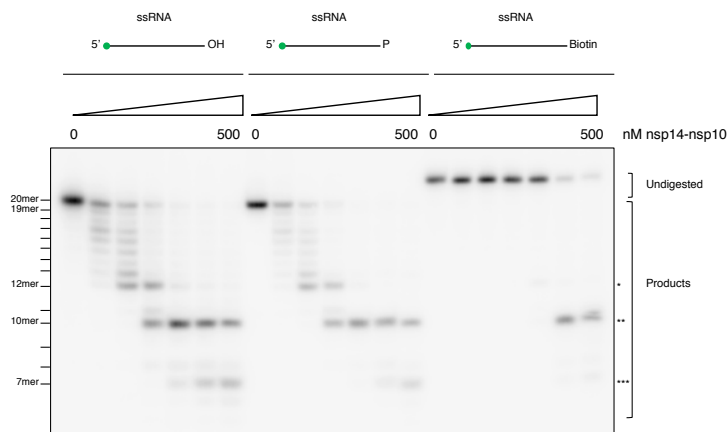 ssRNA ssRNA ssRNA
5’ OH 5’ P 5’ Biotin
0 500 0 500 0 500 nM nsp14-nsp10
Undigested
20mer
19mer
12mer * Products
10mer **
7mer ***